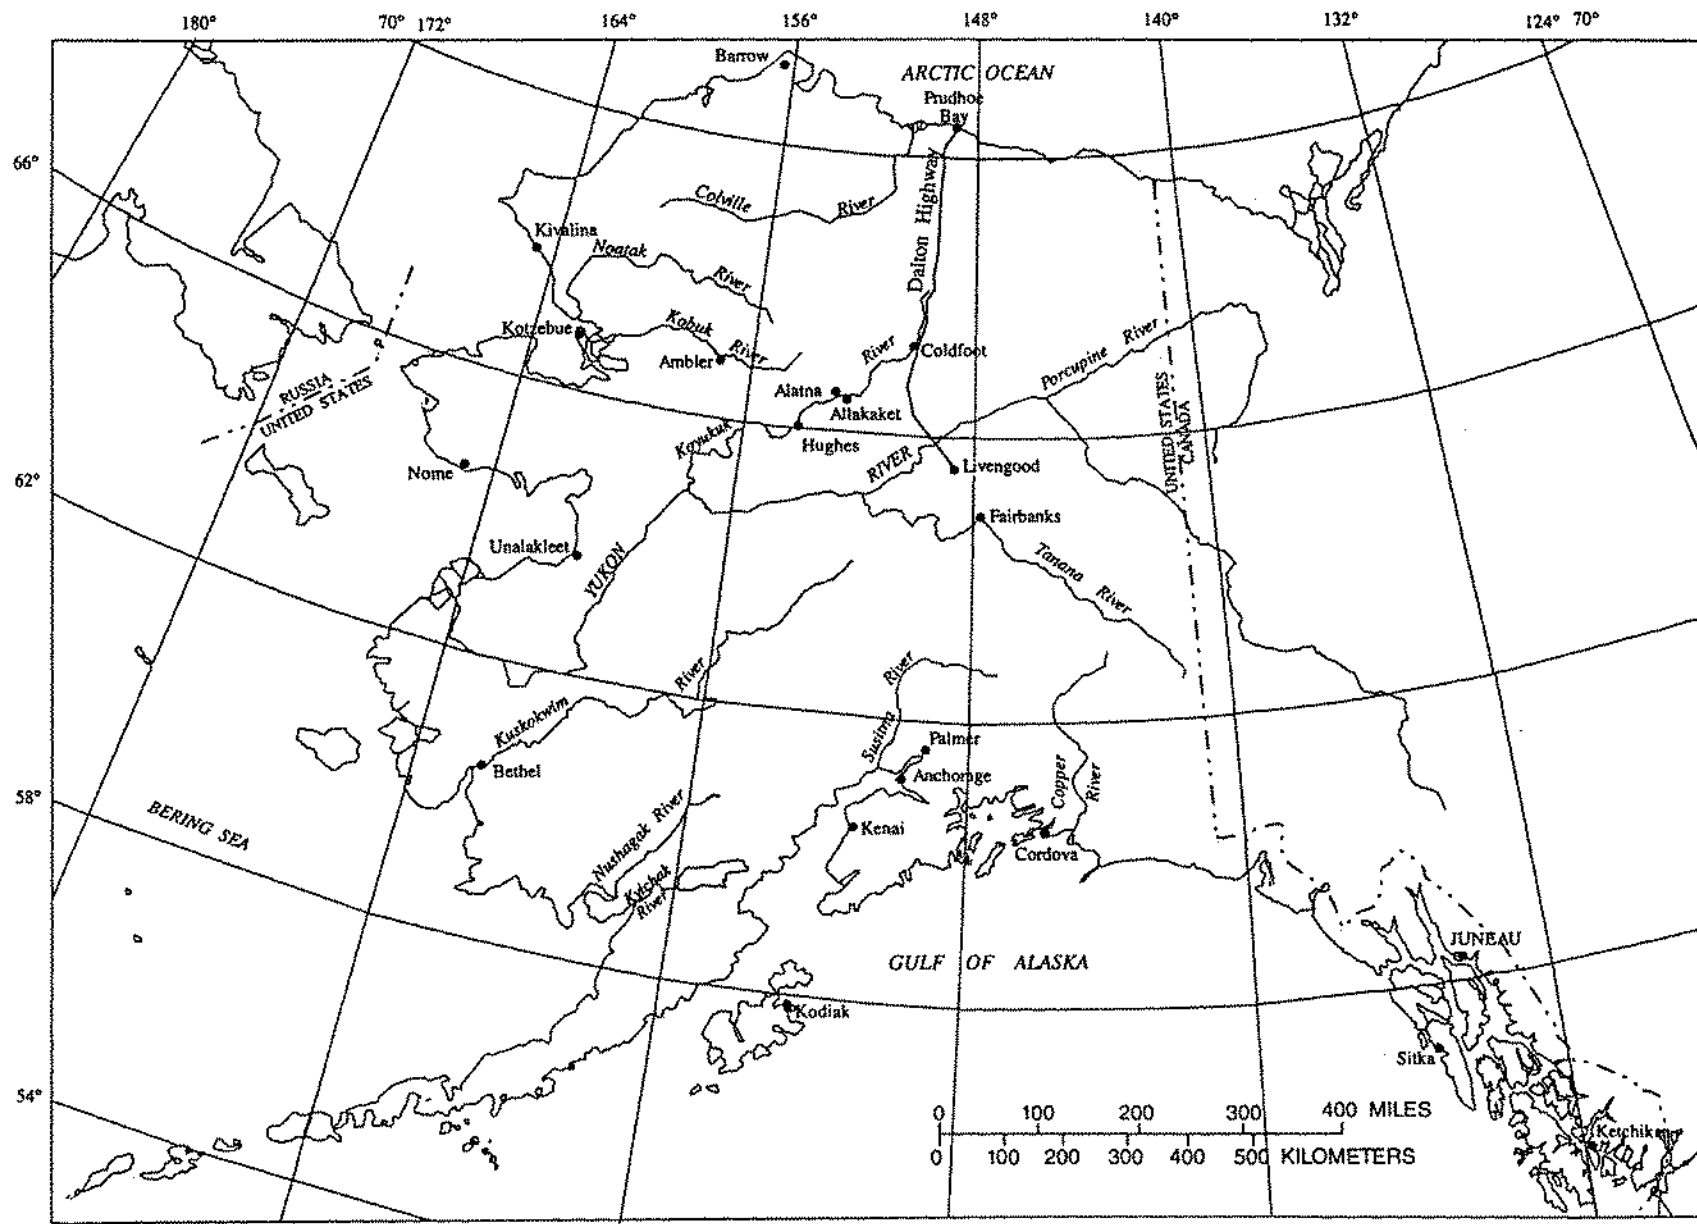 180°
70° 172°
164°
156°
148°
140°
132°
124° 70°
Barrow
ARCTIC OCEAN
Prudhoe
Bay
66°
Colville
River
Dalton Highway
Kivalina
Noatak
River
Kotzebue
Kobuk
River
Ambler
River
Coldfoot
Porcupine River
RUSSIA
UNITED STATES
Alatna
Allakaket
UNITED STATES
CANADA
Koyukuk
Hughes
62°
Nome
RIVER
Livengood
Fairbanks
Unalakleet
YUKON
Tanana
River
River
River
Kuskokwim
Susitna
Palmer
Bethel
Anchorage
Copper
River
58°
BERING SEA
Nushagak River
Kenai
Cordova
Kvichak
River
JUNEAU
GULF OF ALASKA
Kodiak
Sitka
54°
0 100 200 300 400 MILES
0 100 200 300 400 500 KILOMETERS
Ketchikan